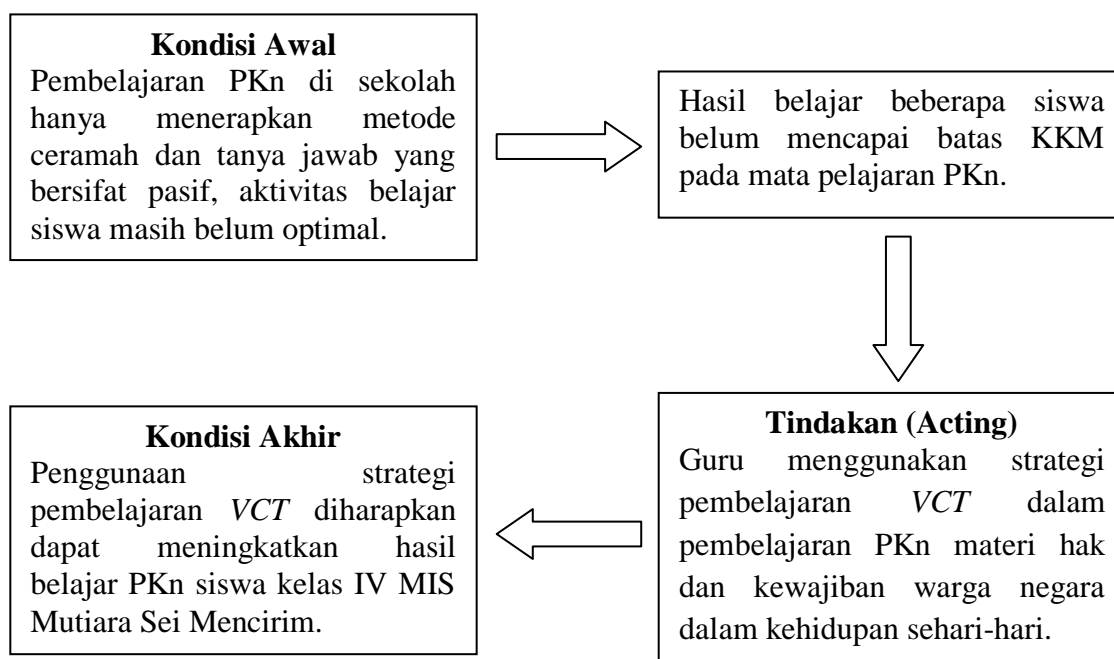 Kondisi Awal
Pembelajaran PKn di sekolah
hanya menerapkan metode
ceramah dan tanya jawab yang
bersifat pasif, aktivitas belajar
siswa masih belum optimal.
Hasil belajar beberapa siswa
belum mencapai batas KKM
pada mata pelajaran PKn.
Tindakan (Acting)
Guru menggunakan strategi
pembelajaran VCT dalam
pembelajaran PKn materi hak
dan kewajiban warga negara
dalam kehidupan sehari-hari.
Kondisi Akhir
Penggunaan strategi
pembelajaran VCT diharapkan
dapat meningkatkan hasil
belajar PKn siswa kelas IV MIS
Mutiara Sei Mencirim.